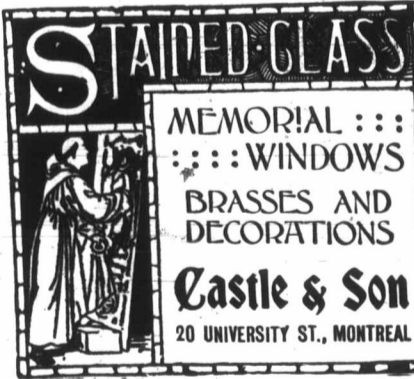 STAINED·GLASS
MEMORIAL : : :
: : : : WINDOWS
BRASSES AND
DECORATIONS
Castle & Son
20 UNIVERSITY ST., MONTREAL